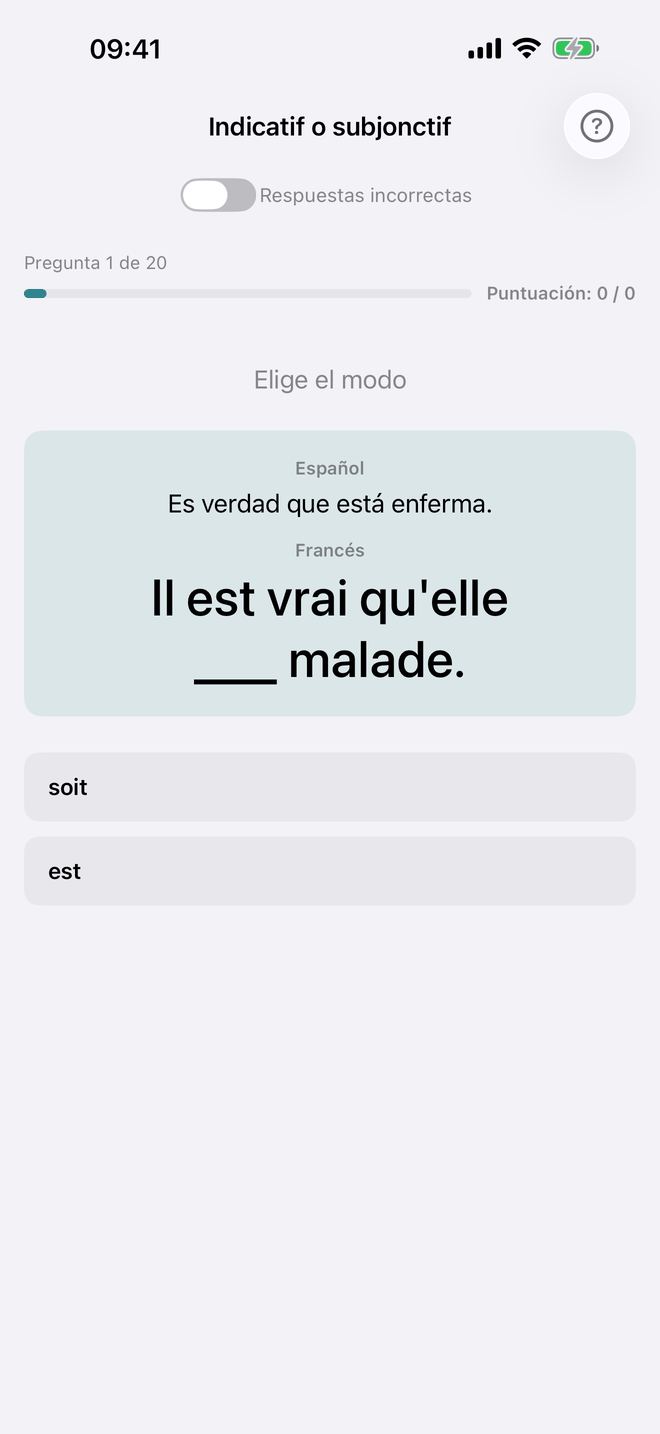 09:41
Indicatif o subjonctif
?
Respuestas incorrectas
Pregunta 1 de 20
Puntuación: 0 / 0
Elige el modo
Español
Es verdad que está enferma.
Francés
Il est vrai qu'elle
____ malade.
soit
est